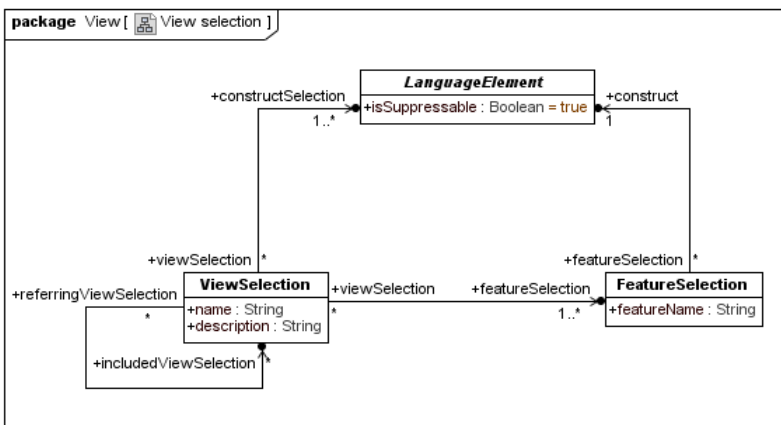 package View [ View selection ]
LanguageElement
+isSuppressable : Boolean = true
+constructSelection
1..*
+construct
1
+viewSelection
*
+featureSelection
*
+referringViewSelection
*
ViewSelection
+name : String
+description : String
+viewSelection
*
+featureSelection
1..*
FeatureSelection
+featureName : String
+includedViewSelection
*